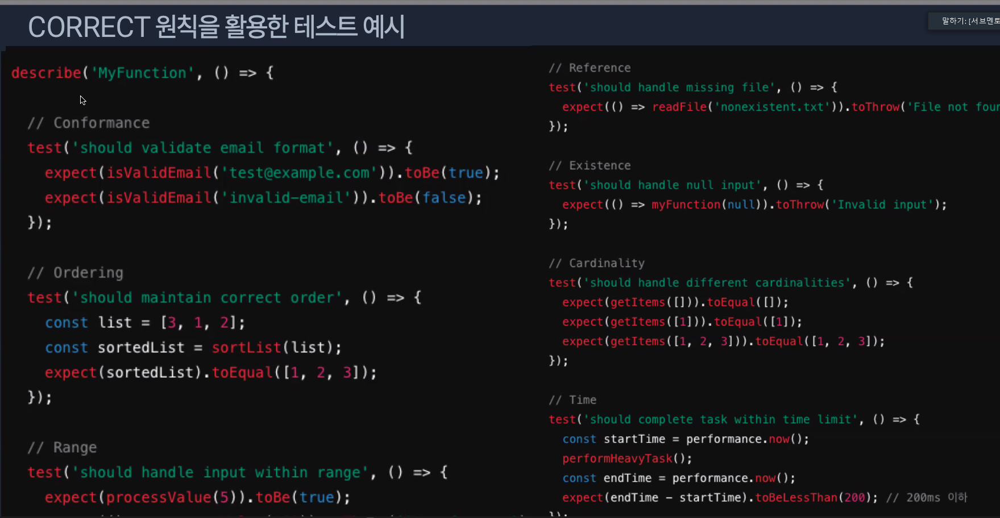 CORRECT 원칙을 활용한 테스트 예시
말하기: [서브멘토
describe('MyFunction', () => {
// Conformance
test('should validate email format', () => {
expect(isValidEmail('test@example.com')).toBe(true);
expect(isValidEmail('invalid-email')).toBe(false);
});
// Ordering
test('should maintain correct order', () => {
const list = [3, 1, 2];
const sortedList = sortList(list);
expect(sortedList).toEqual([1, 2, 3]);
});
// Range
test('should handle input within range', () => {
expect(processValue(5)).toBe(true);
// Reference
test('should handle missing file', () => {
expect(() => readFile('nonexistent.txt')).toThrow('File not four
});
// Existence
test('should handle null input', () => {
expect(() => myFunction(null)).toThrow('Invalid input');
});
// Cardinality
test('should handle different cardinalities', () => {
expect(getItems([])).toEqual([]);
expect(getItems([1])).toEqual([1]);
expect(getItems([1, 2, 3])).toEqual([1, 2, 3]);
});
// Time
test('should complete task within time limit', () => {
const startTime = performance.now();
performHeavyTask();
const endTime = performance.now();
expect(endTime - startTime).toBeLessThan(200); // 200ms 이하
});